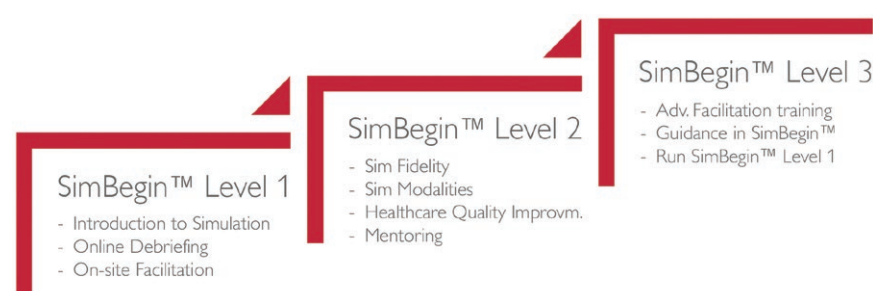 SimBegin™ Level 1
- Introduction to Simulation
- Online Debriefing
- On-site Facilitation
SimBegin™ Level 2
- Sim Fidelity
- Sim Modalities
- Healthcare Quality Improvm.
- Mentoring
SimBegin™ Level 3
- Adv. Facilitation training
- Guidance in SimBegin™
- Run SimBegin™ Level 1